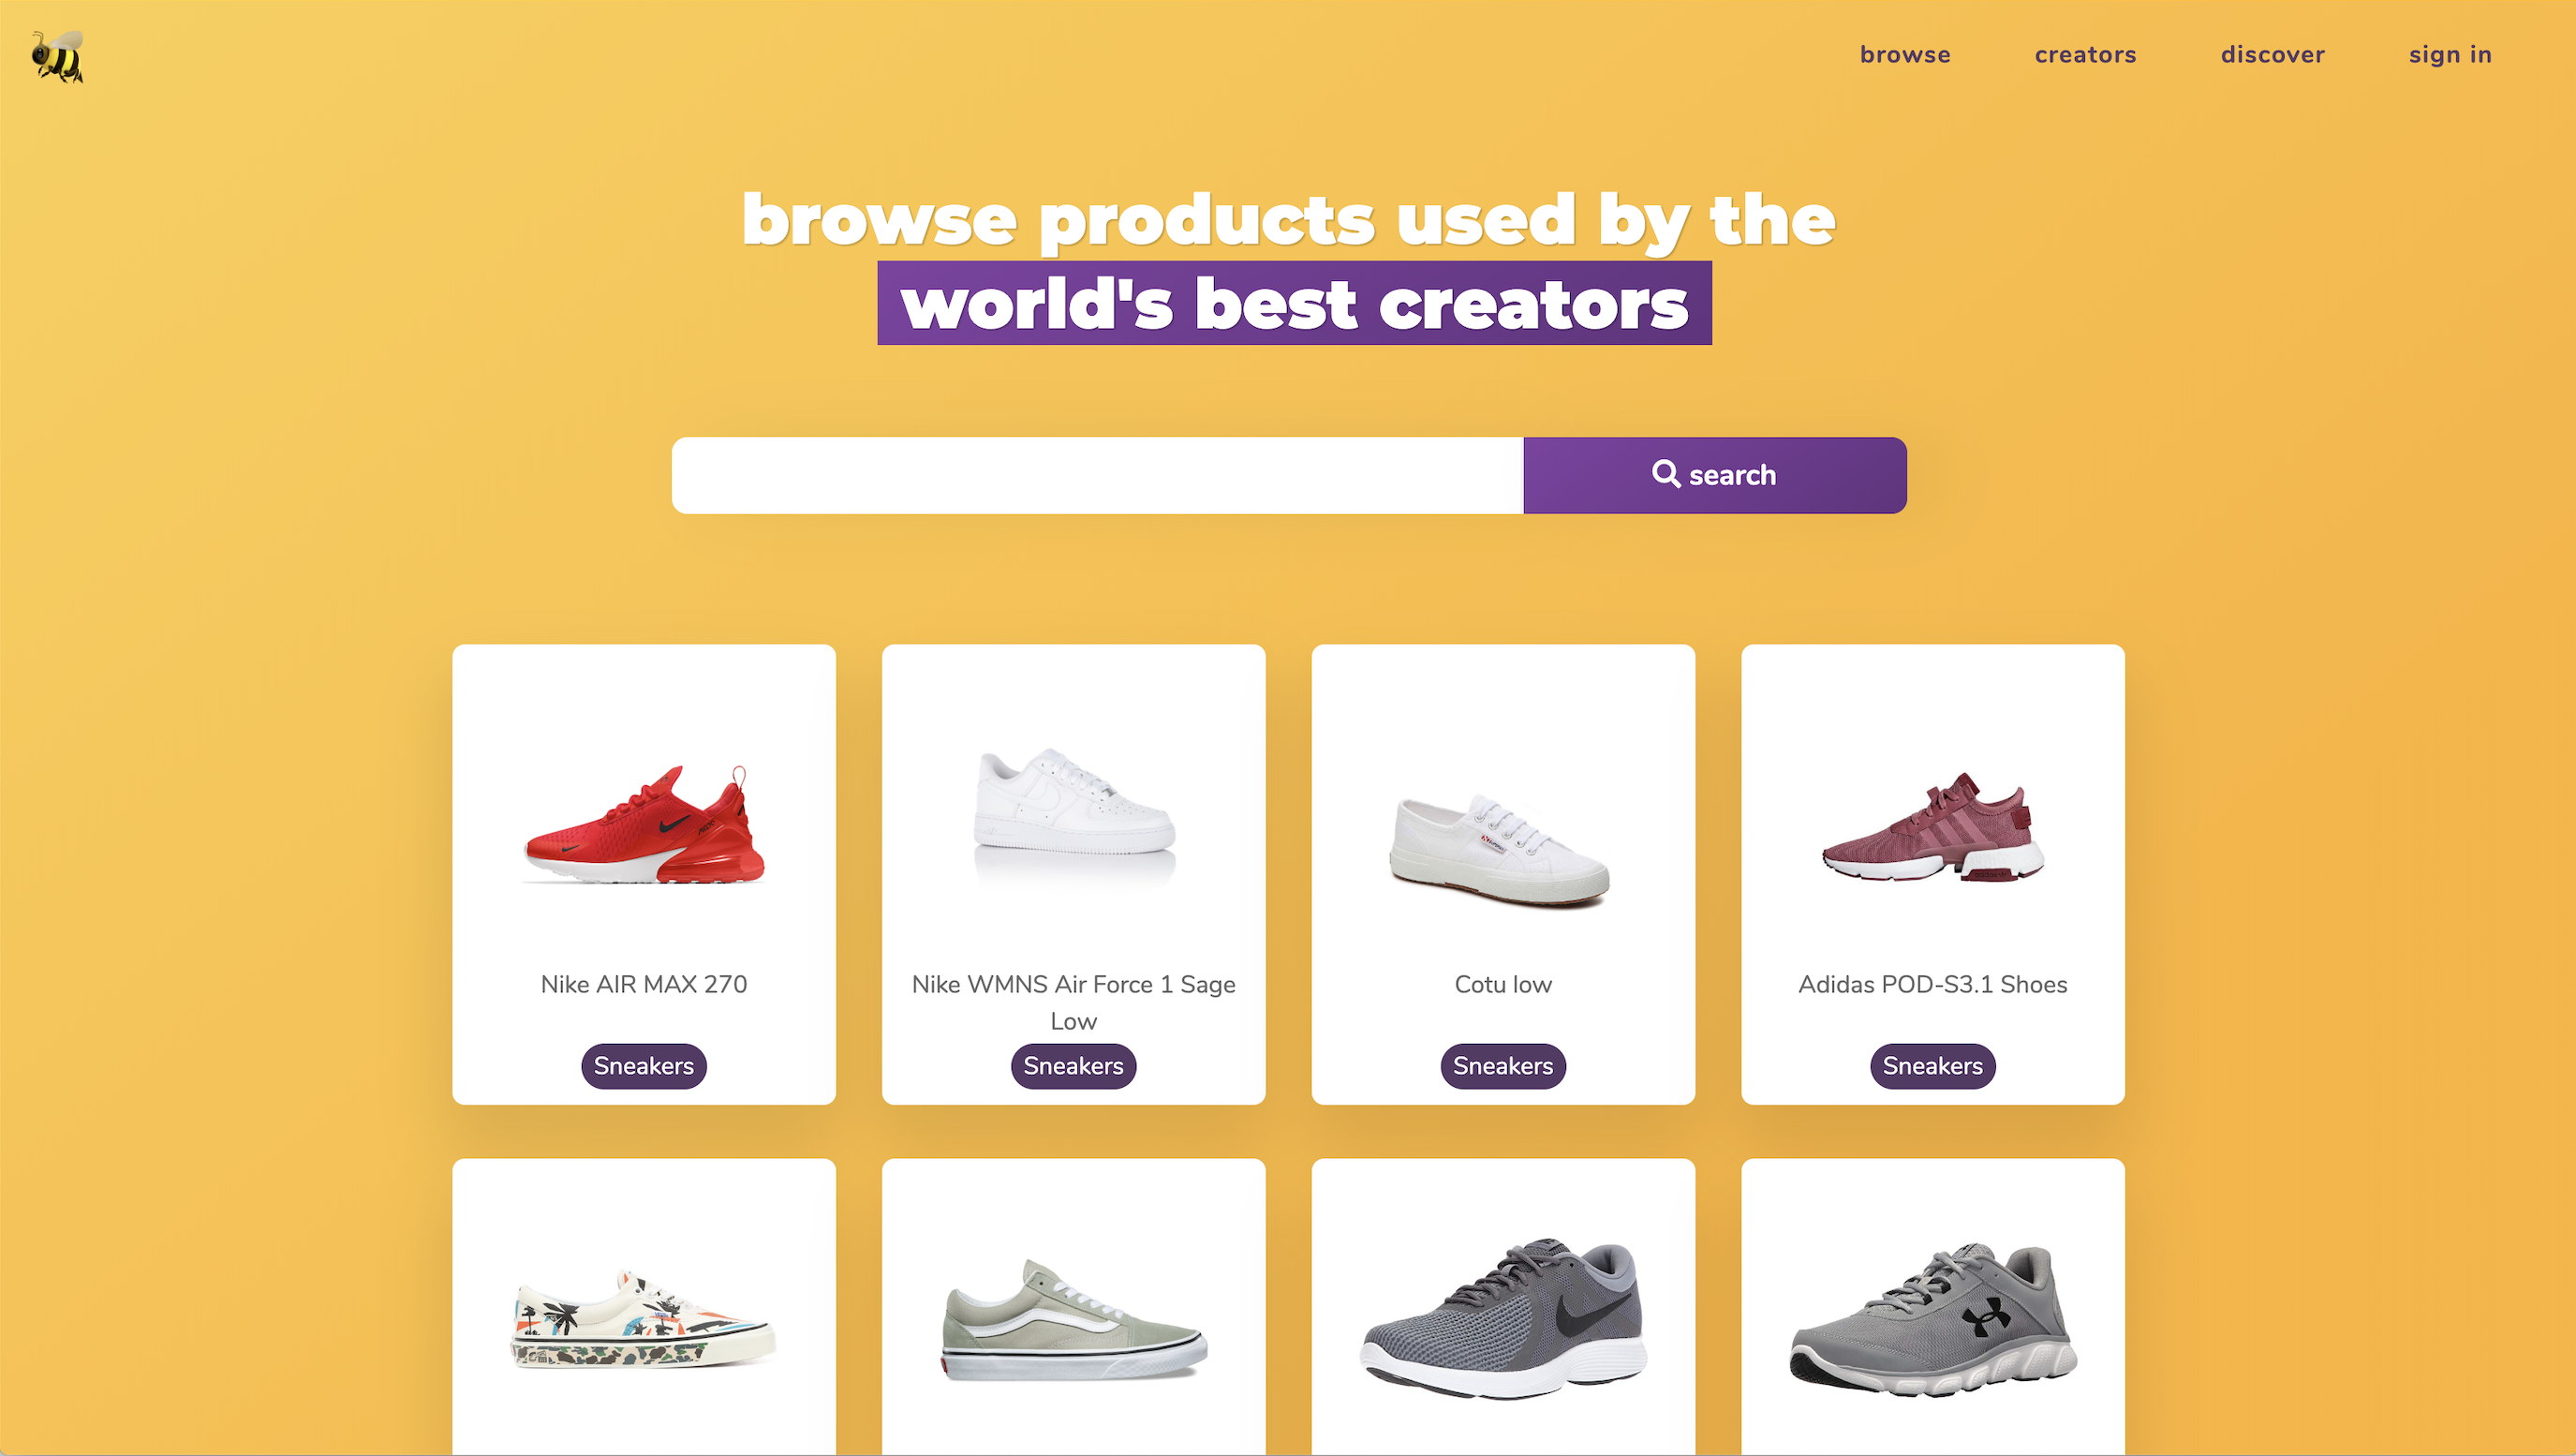 browse creators discover sign in
browse products used by the
world's best creators
search
Nike AIR MAX 270
Nike WMNS Air Force 1 Sage
Low
Cotu low
Adidas POD-S3.1 Shoes
Sneakers
Sneakers
Sneakers
Sneakers